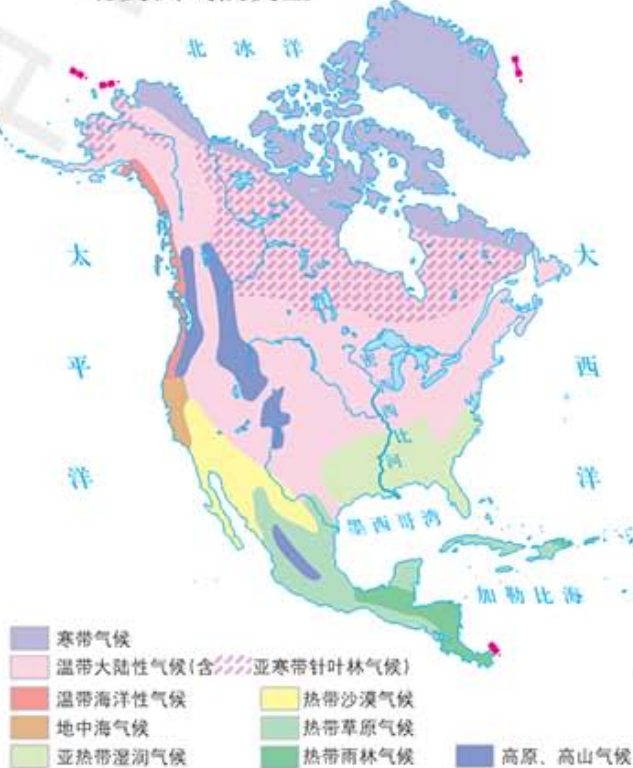 北冰洋
太平洋
大西洋
密西西比河
墨西哥湾
加勒比海
寒带气候
温带大陆性气候(含 亚寒带针叶林气候)
温带海洋性气候 热带沙漠气候
地中海气候 热带草原气候
亚热带湿润气候 热带雨林气候 高原、高山气候